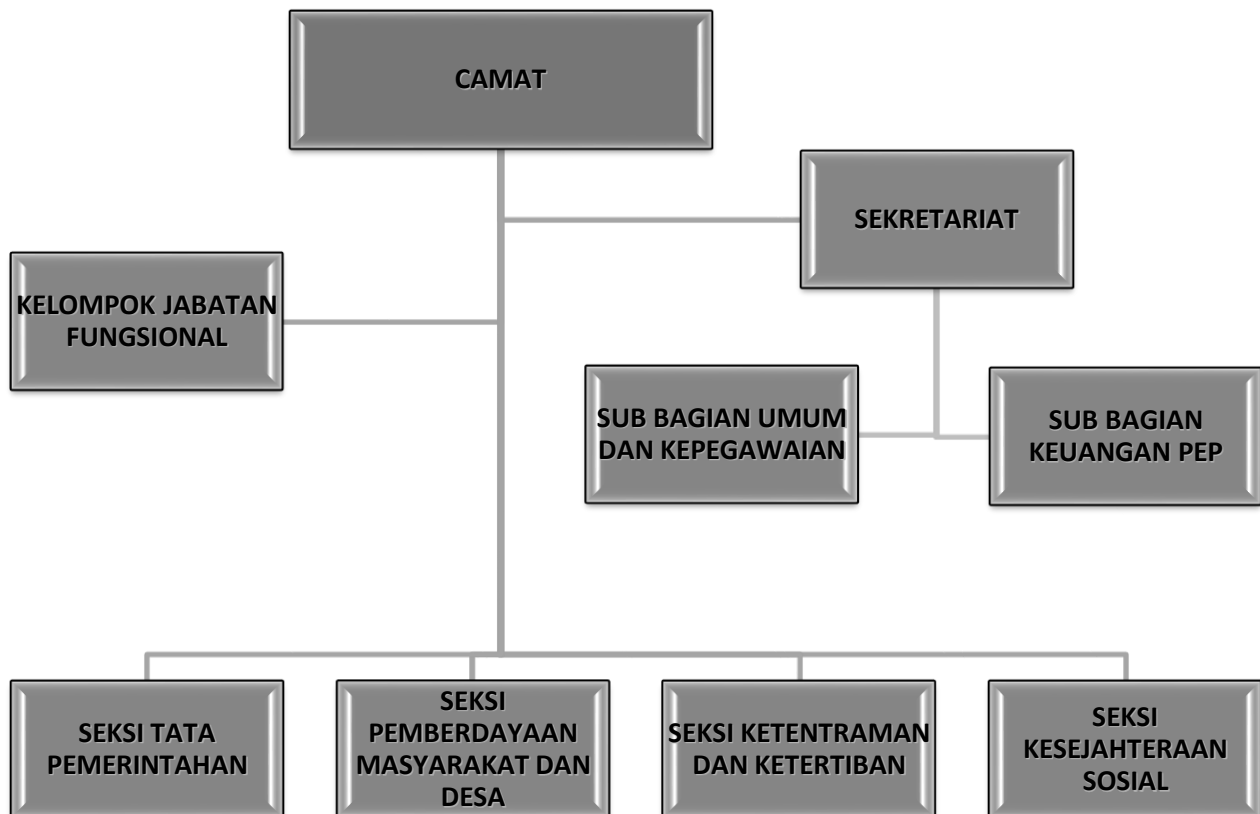 CAMAT
SEKRETARIAT
KELOMPOK JABATAN
FUNGSIONAL
SUB BAGIAN UMUM
DAN KEPEGAWAIAN
SUB BAGIAN
KEUANGAN PEP
SEKSI TATA
PEMERINTAHAN
SEKSI
PEMBERDAYAAN
MASYARAKAT DAN
DESA
SEKSI KETENTRAMAN
DAN KETERTIBAN
SEKSI
KESEJAHTERAAN
SOSIAL